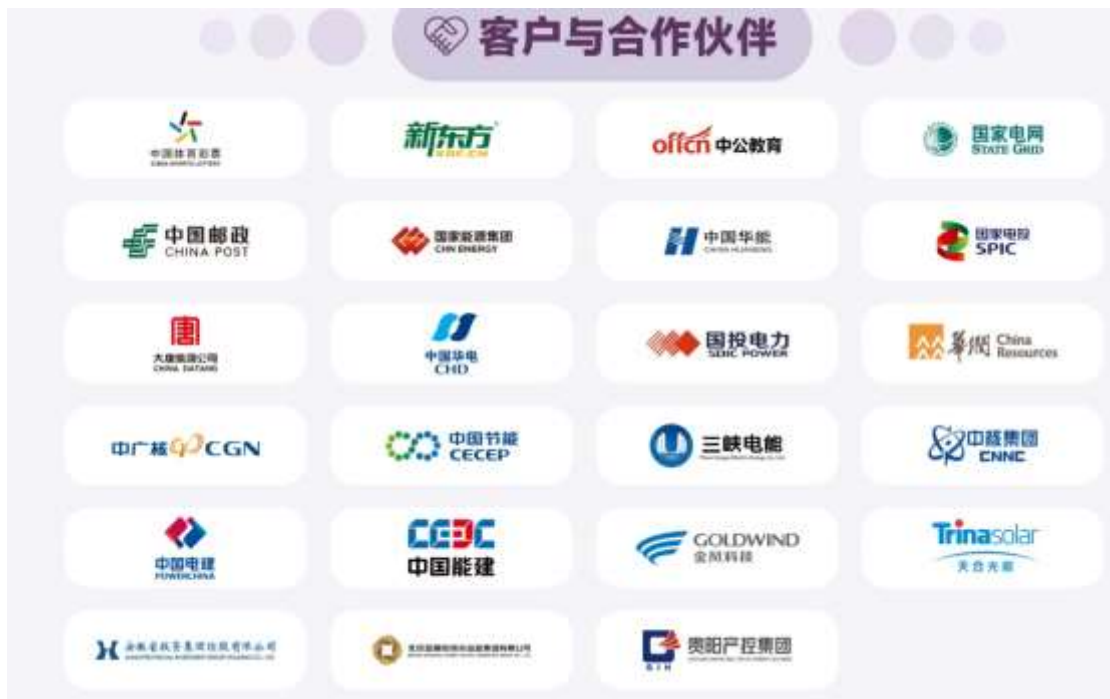 客户与合作伙伴
中国体育彩票
新东方
XDF.CN
offcn 中公教育
国家电网
STATE GRID
中国邮政
CHINA POST
国家能源集团
CHN ENERGY
中国华能
CHINA HUANENG
国家电投
SPIC
唐
大唐集团公司
CHINA DATANG
中国华电
CHD
国投电力
SDIC POWER
華潤 China
Resources
中广核 CGN
中国节能
CECEP
三峡电能
中核集团
CNNC
中国电建
POWERCHINA
CEEC
中国能建
GOLDWIND
金风科技
Trinasolar
天合光能
贵阳产控集团
GIH